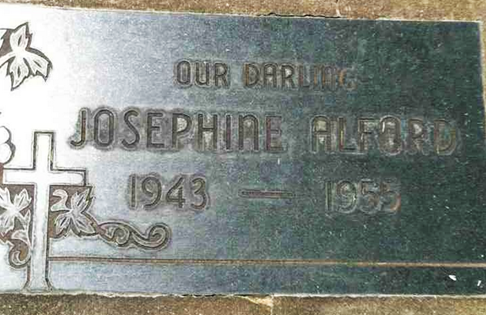 OUR DARLING
JOSEPHINE ALFORD
1943 — 1955